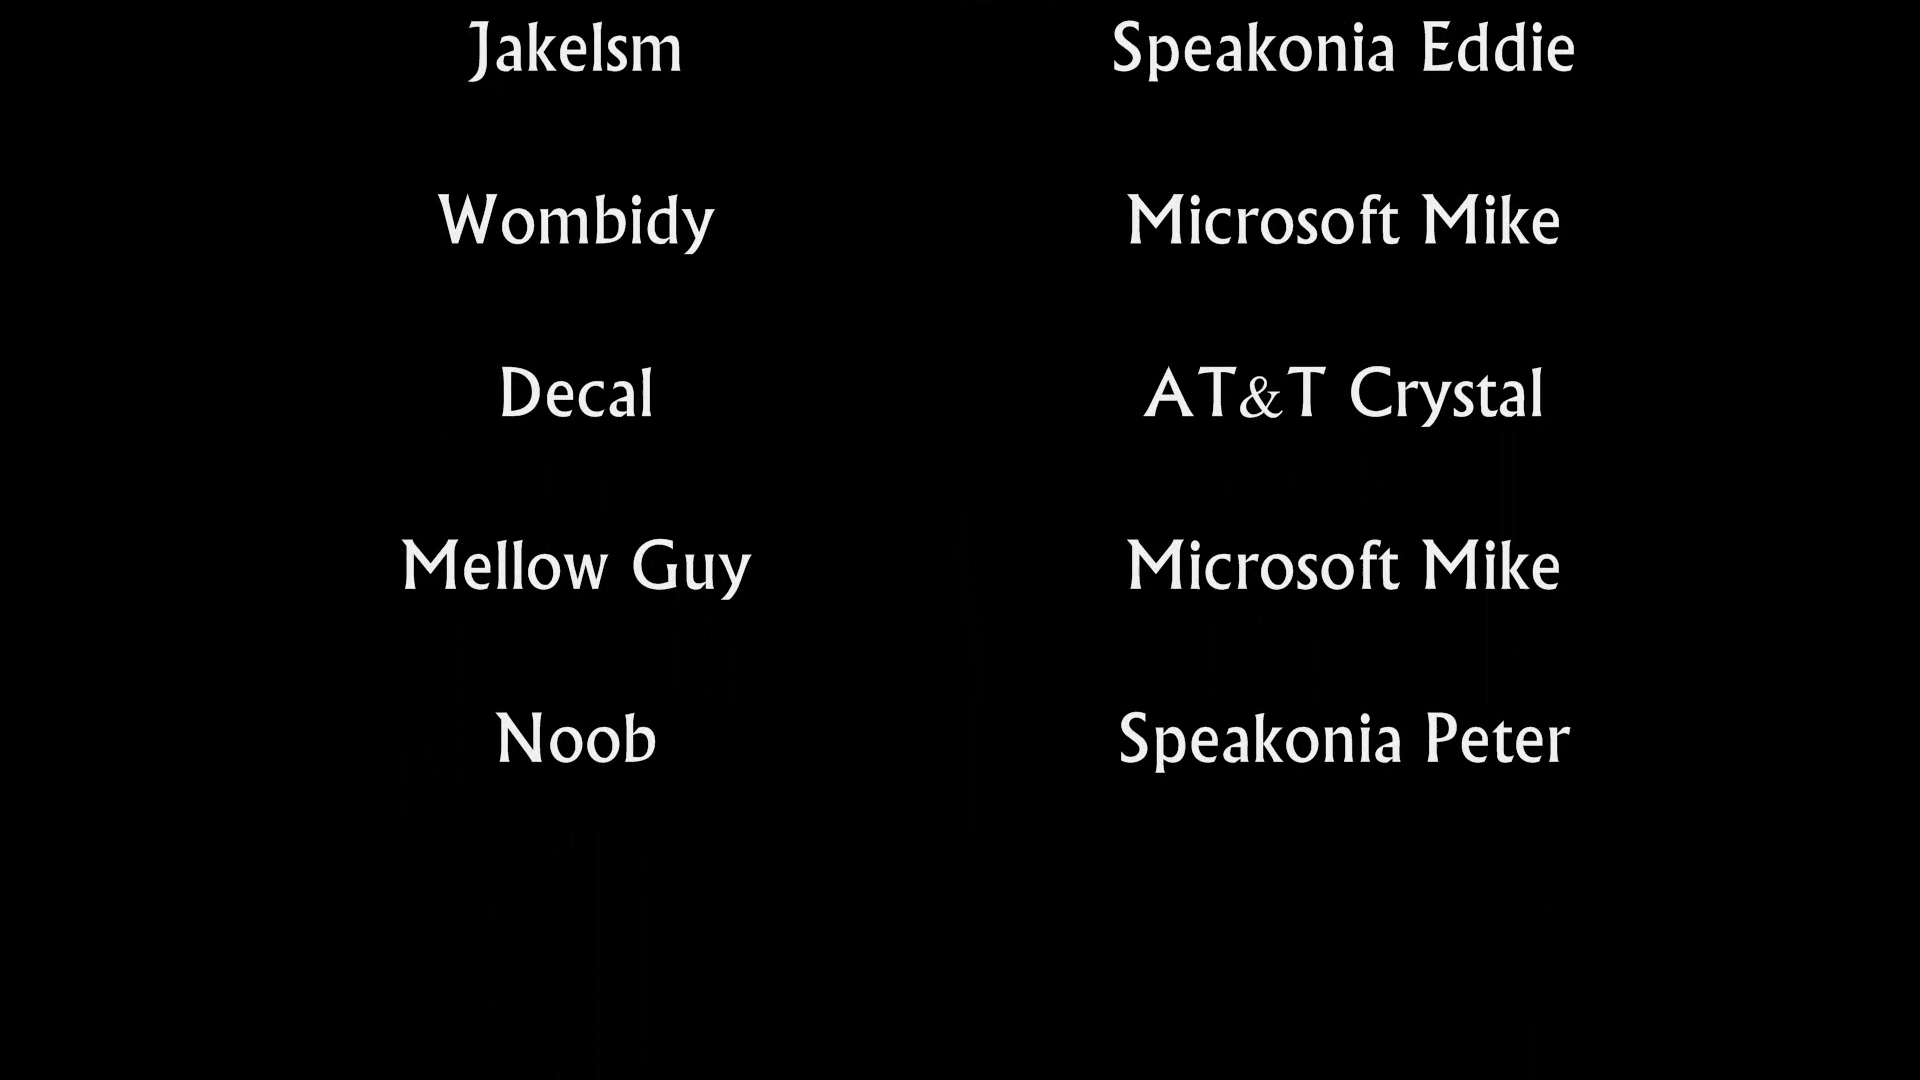 Jakelsm Speakonia Eddie
Wombidy Microsoft Mike
Decal AT&T Crystal
Mellow Guy Microsoft Mike
Noob Speakonia Peter